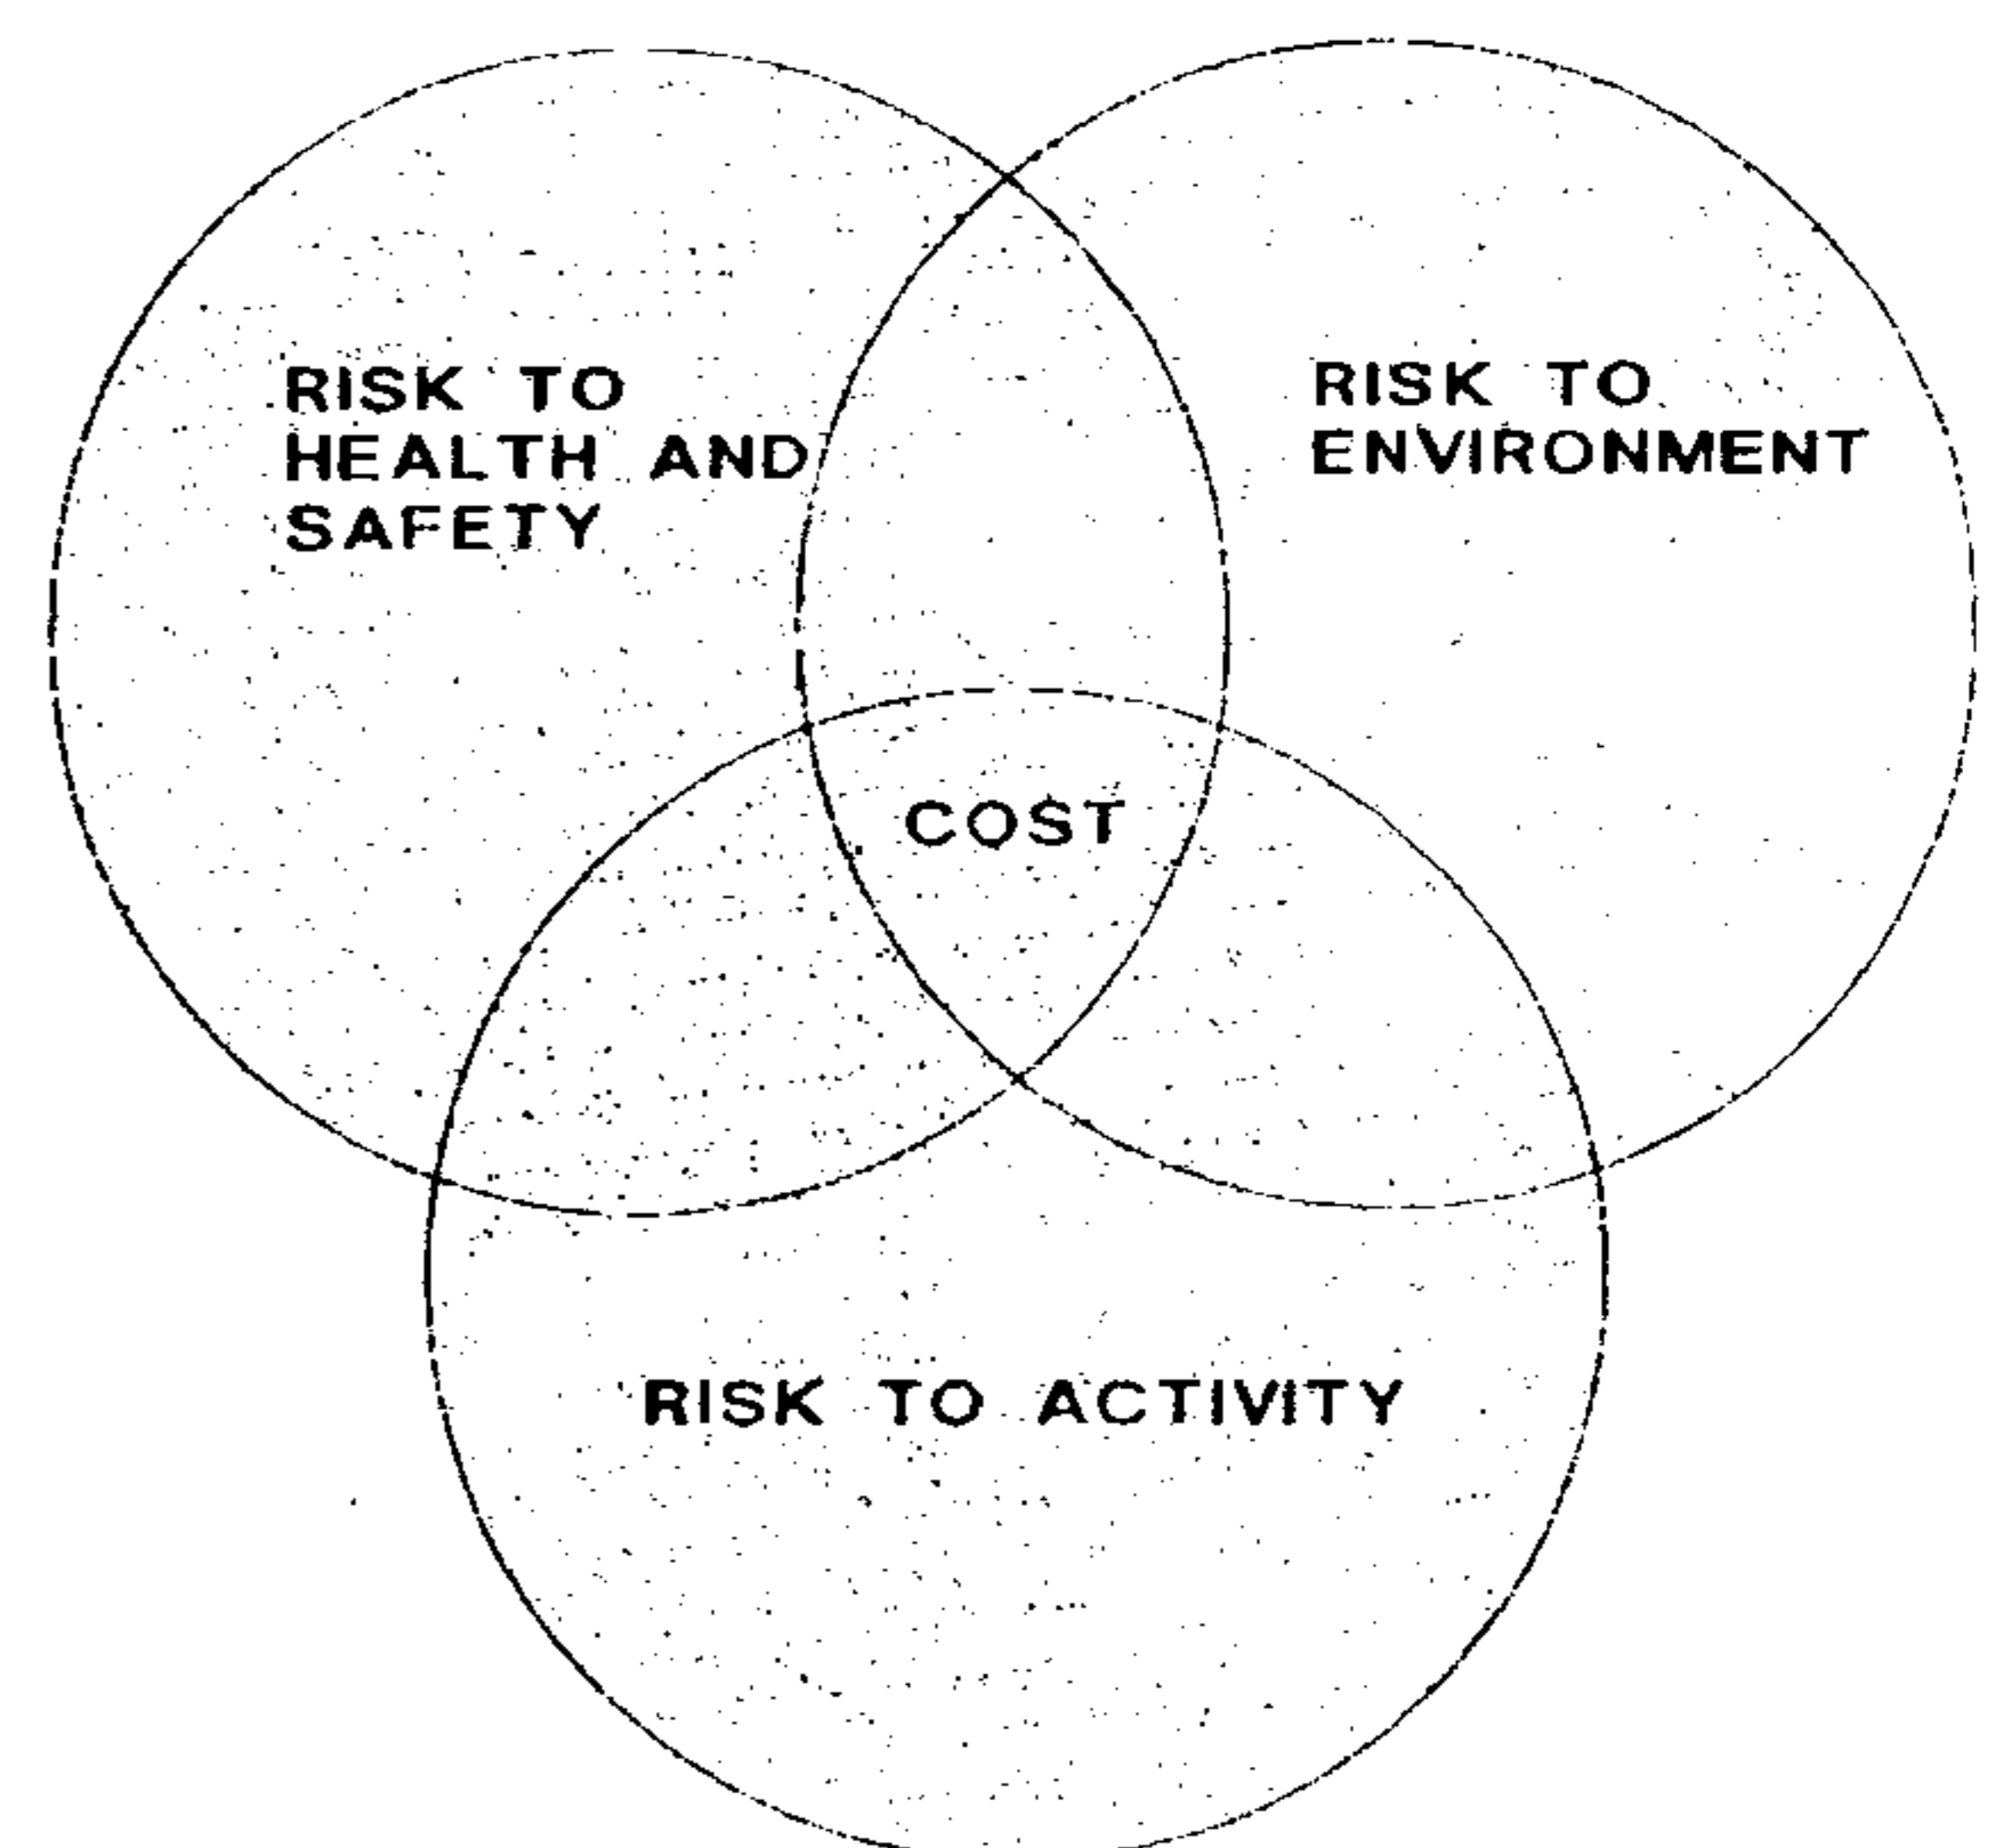 RISK TO
HEALTH AND
SAFETY
RISK TO
ENVIRONMENT
COST
RISK TO ACTIVITY